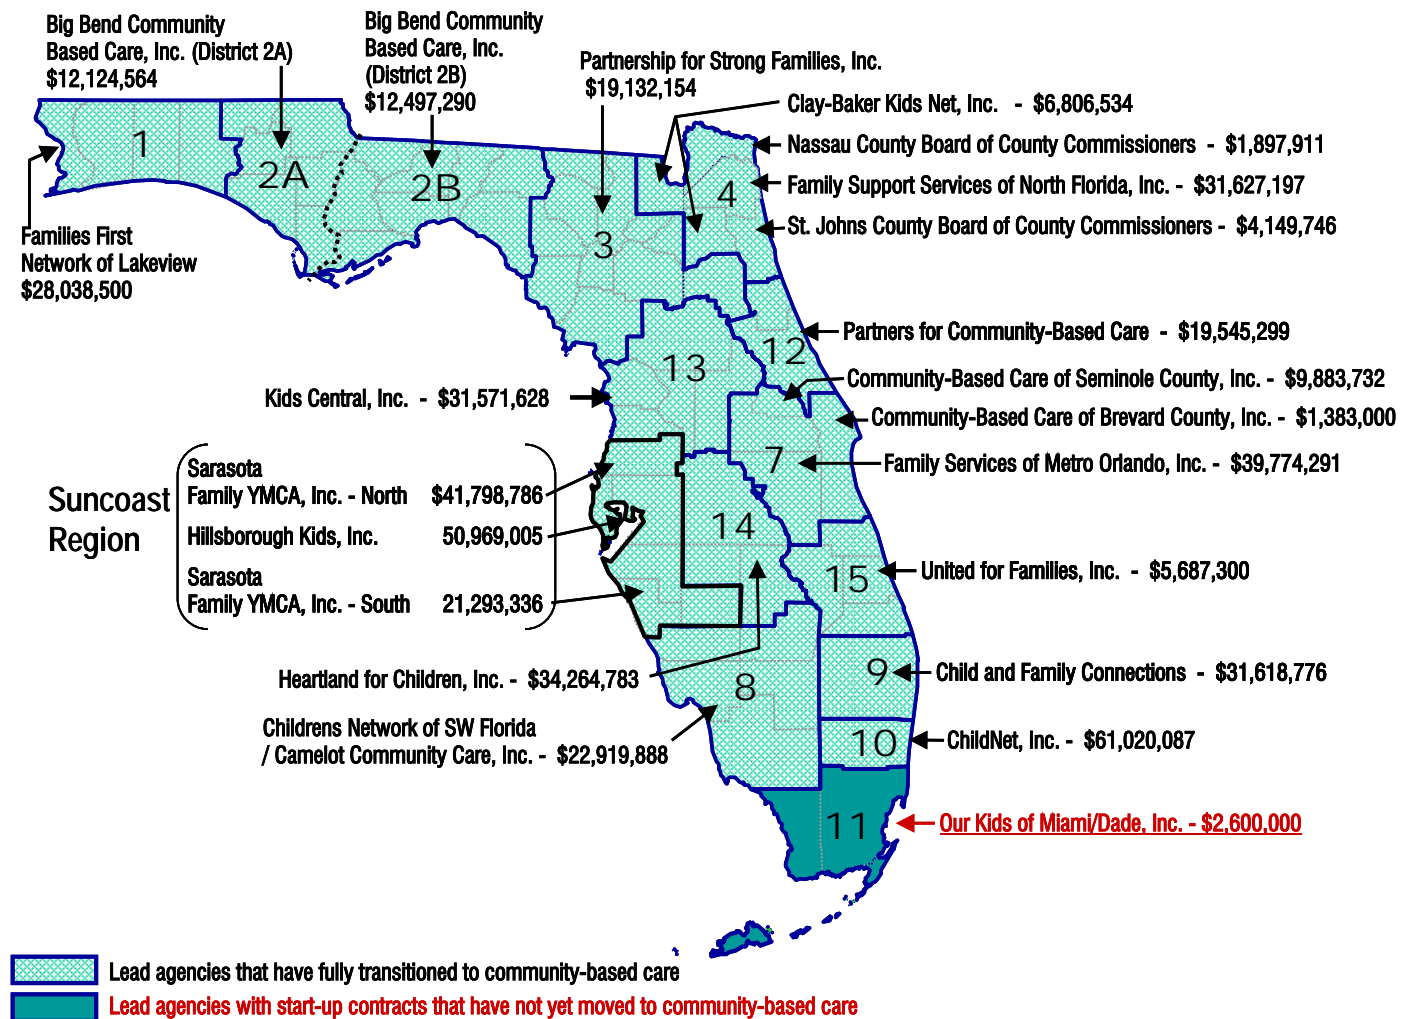 Big Bend Community
Based Care, Inc. (District 2A)
$12,124,564
Big Bend Community
Based Care, Inc.
(District 2B)
$12,497,290
Partnership for Strong Families, Inc.
$19,132,154
Clay-Baker Kids Net, Inc. - $6,806,534
Nassau County Board of County Commissioners - $1,897,911
Family Support Services of North Florida, Inc. - $31,627,197
St. Johns County Board of County Commissioners - $4,149,746
1
2A
2B
3
4
Families First
Network of Lakeview
$28,038,500
Partners for Community-Based Care - $19,545,299
12
13
Community-Based Care of Seminole County, Inc. - $9,883,732
Kids Central, Inc. - $31,571,628
Community-Based Care of Brevard County, Inc. - $1,383,000
7
Family Services of Metro Orlando, Inc. - $39,774,291
Suncoast
Region
Sarasota
Family YMCA, Inc. - North $41,798,786
Hillsborough Kids, Inc. 50,969,005
Sarasota
Family YMCA, Inc. - South 21,293,336
14
15
United for Families, Inc. - $5,687,300
Heartland for Children, Inc. - $34,264,783
8
9
Child and Family Connections - $31,618,776
Childrens Network of SW Florida
/ Camelot Community Care, Inc. - $22,919,888
10
ChildNet, Inc. - $61,020,087
11
Our Kids of Miami/Dade, Inc. - $2,600,000
Lead agencies that have fully transitioned to community-based care
Lead agencies with start-up contracts that have not yet moved to community-based care